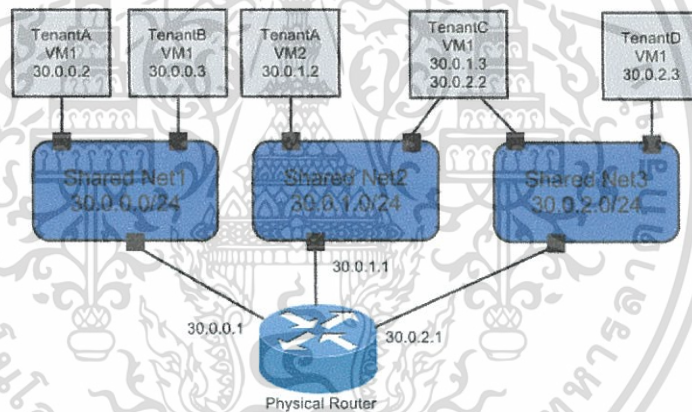 TenantA
VM1
30.0.0.2
TenantB
VM1
30.0.0.3
TenantA
VM2
30.0.1.2
TenantC
VM1
30.0.1.3
30.0.2.2
TenantD
VM1
30.0.2.3
Shared Net1
30.0.0.0/24
Shared Net2
30.0.1.0/24
Shared Net3
30.0.2.0/24
30.0.1.1
30.0.0.1
30.0.2.1
Physical Router